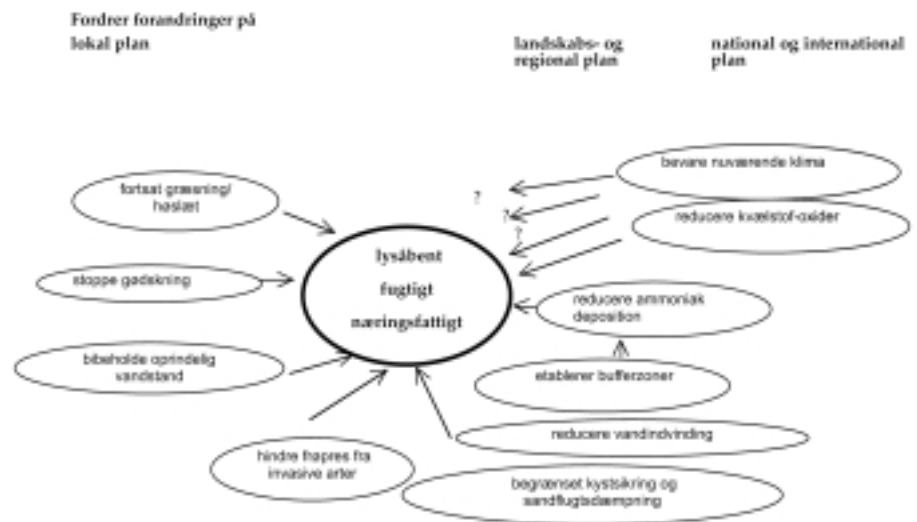 Fordrer forandringer på
lokal plan
landskabs- og
regional plan
national og international
plan
bevare nuværende klima
fortsat græsning/
høslæt
?
?
?
reducere kvælstof-oxider
lysåbent
fugtigt
næringsfattigt
stoppe gødskning
reducere ammoniak
deposition
bibeholde oprindelig
vandstand
etablerer bufferzoner
reducere vandindvinding
hindre frøpres fra
invasive arter
begrænset kystsikring og
sandflugtsdæmpning